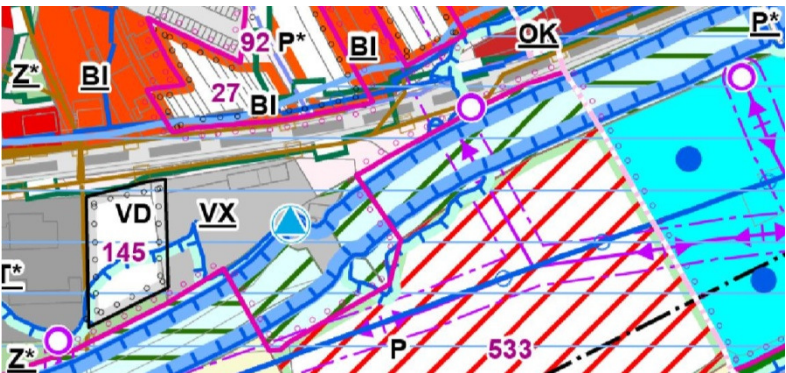 92 P* OK P*
Z* BI BI
27 BI
VD VX
145
T*
P 533
Z*